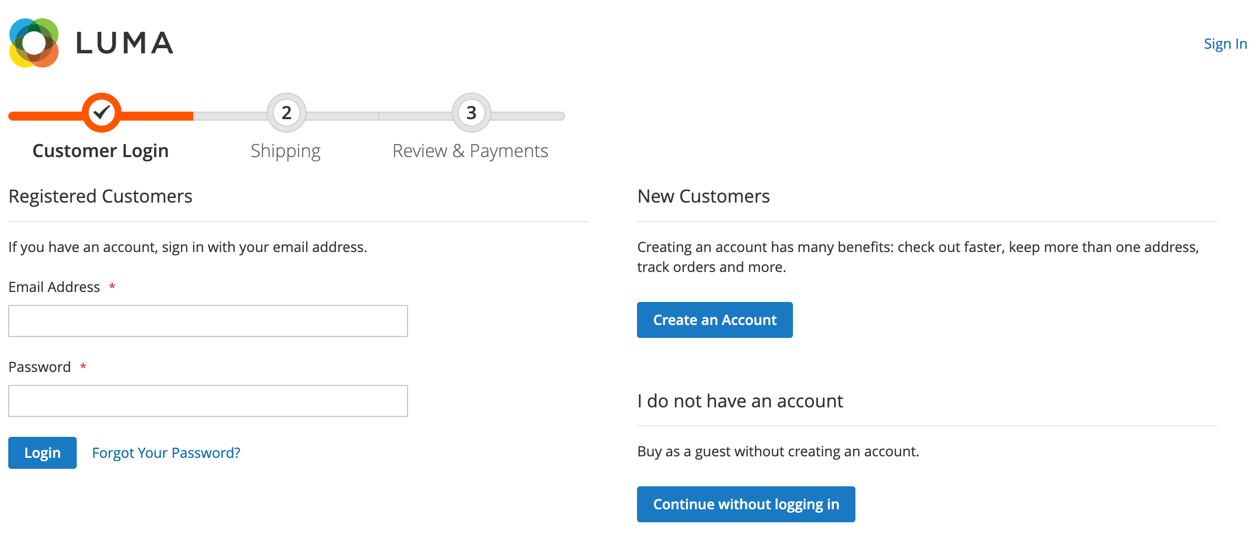 LUMA
Sign In
2
3
Customer Login
Shipping
Review & Payments
Registered Customers
If you have an account, sign in with your email address.
Email Address *
Password *
Login
Forgot Your Password?
New Customers
Creating an account has many benefits: check out faster, keep more than one address,
track orders and more.
Create an Account
I do not have an account
Buy as a guest without creating an account.
Continue without logging in